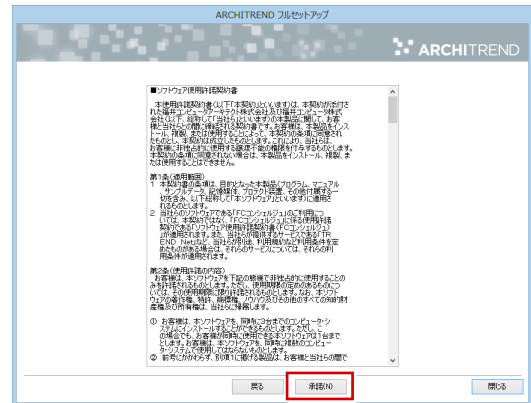 ARCHITREND フルセットアップ
ARCHITREND
■ソフトウェア使用許諾契約書
本使用許諾契約書(以下「本契約」といいます)は、本契約が添付さ
れた福井コンピュータアーキテクト株式会社及び福井コンピュータ株式
会社(以下、総称して「当社ら」といいます)の本製品に関して、お客
様と当社らとの間に締結される契約書です。お客様は、本製品をインス
トール、複製、または使用することによって、本契約の条項に同意され
たものとし、本契約は成立したものとします。これにより、当社らは、
お客様に非独占的に使用する譲渡不能の権限を付与するものとします。
本契約の条項に同意されない場合は、本製品をインストール、複製、ま
たは使用することはできません。
第1条(適用範囲)
1 本契約書の条項は、目的となった本製品(プログラム、マニュアル
、サンプルデータ、記憶媒体、プロテクト装置、その他付属する一
切を含み、以下総称して「本ソフトウェア」といいます)に適用さ
れるものとします。
2 当社らのソフトウェアである「FCコンシェルジュ」のご利用につ
いては、本契約ではなく、「FCコンシェルジュ」に係る使用許諾
契約である「ソフトウェア使用許諾契約書(FCコンシェルジュ)
」が適用されます。また、当社らが提供するサービスである「TR
END Net」など、当社らが別途、利用規約など利用条件を定
めたものがある場合は、それらのサービスについては、それらの利
用条件が適用されます。
第2条(使用許諾の内容)
お客様は、本ソフトウェアを下記の態様で非独占的に使用することの
みを許諾されるものとします。ただし、使用期限の定めのあるものにつ
いては、その使用期限に限り許諾されるものとします。なお、本ソフト
ウェアの著作権、特許、商標権、ノウハウ及びその他のすべての知的財
産権及び所有権は、当社らに帰属します。
① お客様は、本ソフトウェアを、同時に3台までのコンピュータ・シ
ステムにインストールすることができるものとします。ただし、こ
の場合でも、お客様が同時に使用できる本ソフトウェアは1台まで
とします。お客様は、本ソフトウェアを、同時に複数のコンピュー
タ・システムで使用してはならないものとします。
② 前号にかかわらず、別項1に掲げる製品は、お客様と当社らの間で
戻る
承諾(N)
閉じる